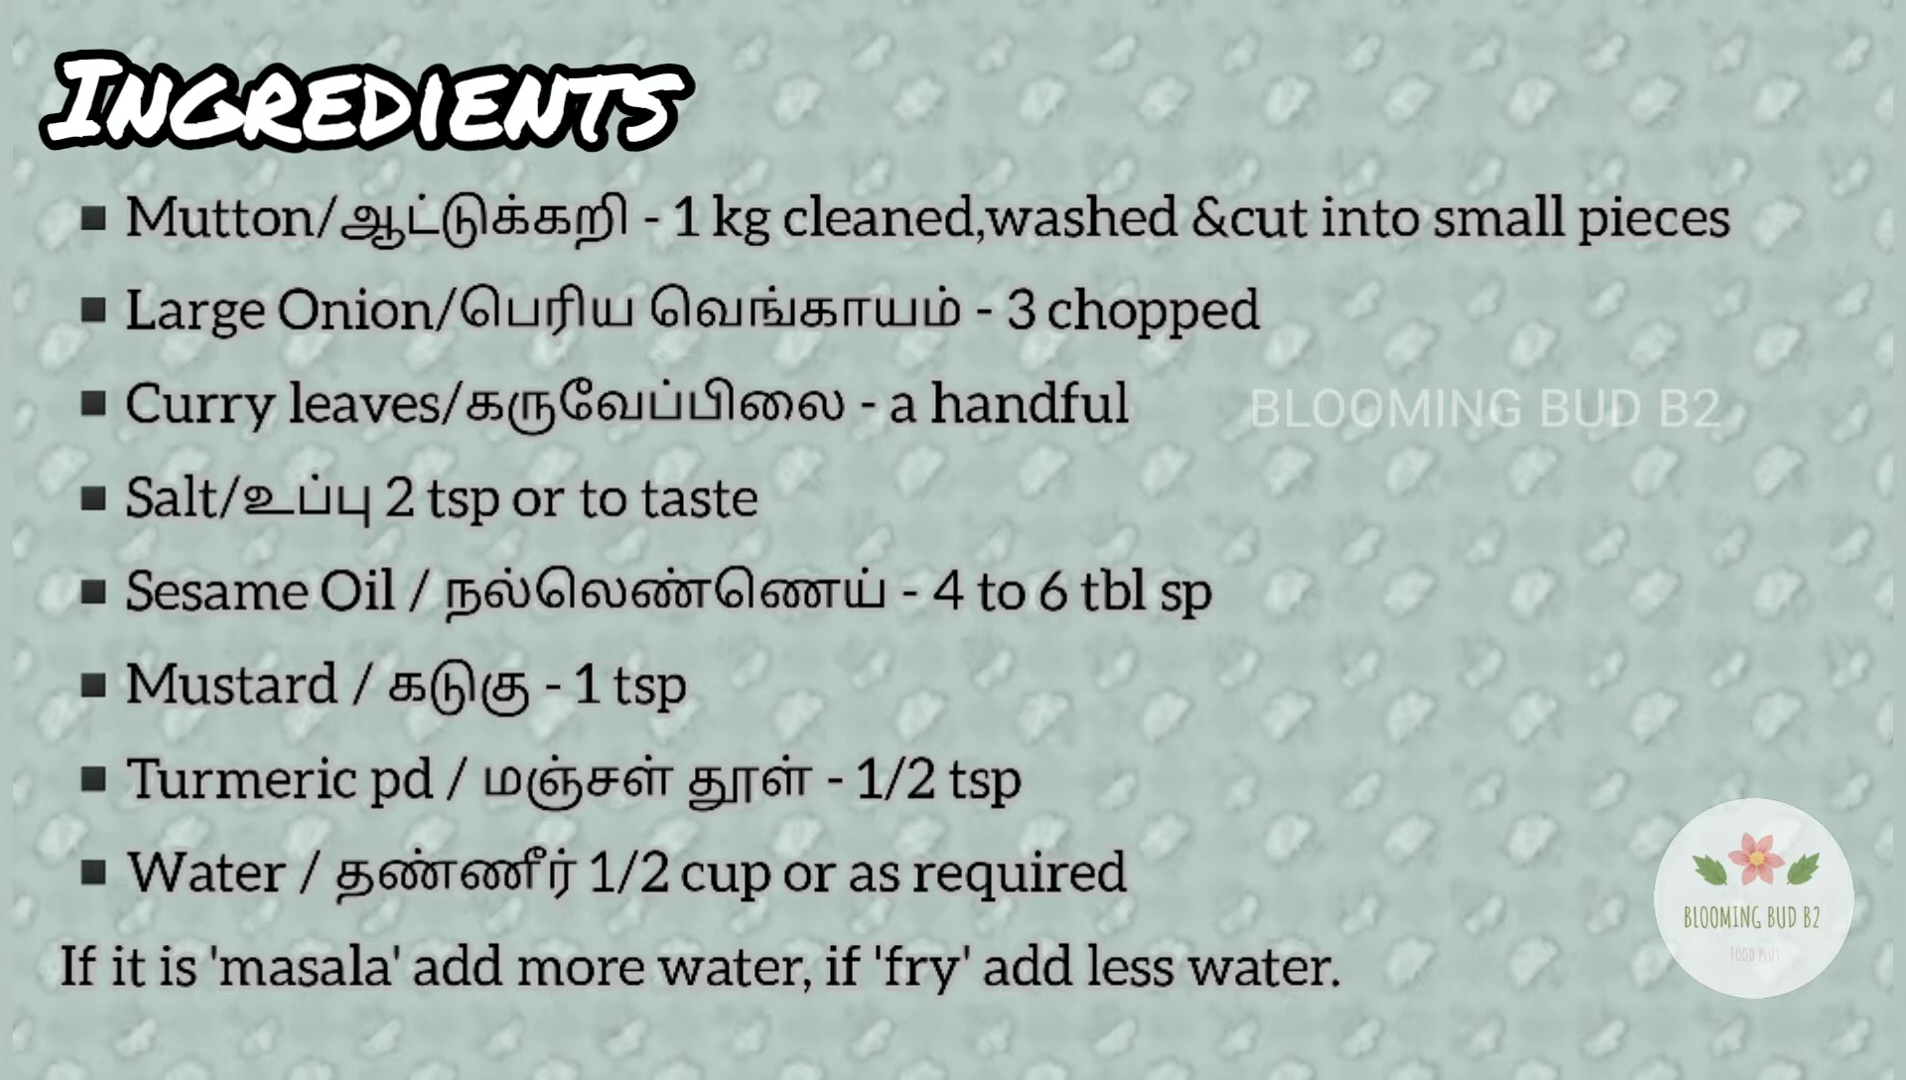 INGREDIENTS
▪ Mutton/ஆட்டுக்கறி - 1 kg cleaned,washed &cut into small pieces
▪ Large Onion/பெரிய வெங்காயம் - 3 chopped
▪ Curry leaves/கருவேப்பிலை - a handful
BLOOMING BUD B2
▪ Salt/உப்பு 2 tsp or to taste
▪ Sesame Oil / நல்லெண்ணெய் - 4 to 6 tbl sp
▪ Mustard / கடுகு - 1 tsp
▪ Turmeric pd / மஞ்சள் தூள் - 1/2 tsp
▪ Water / தண்ணீர் 1/2 cup or as required
If it is 'masala' add more water, if 'fry' add less water.
BLOOMING BUD B2
FOOD PLUS